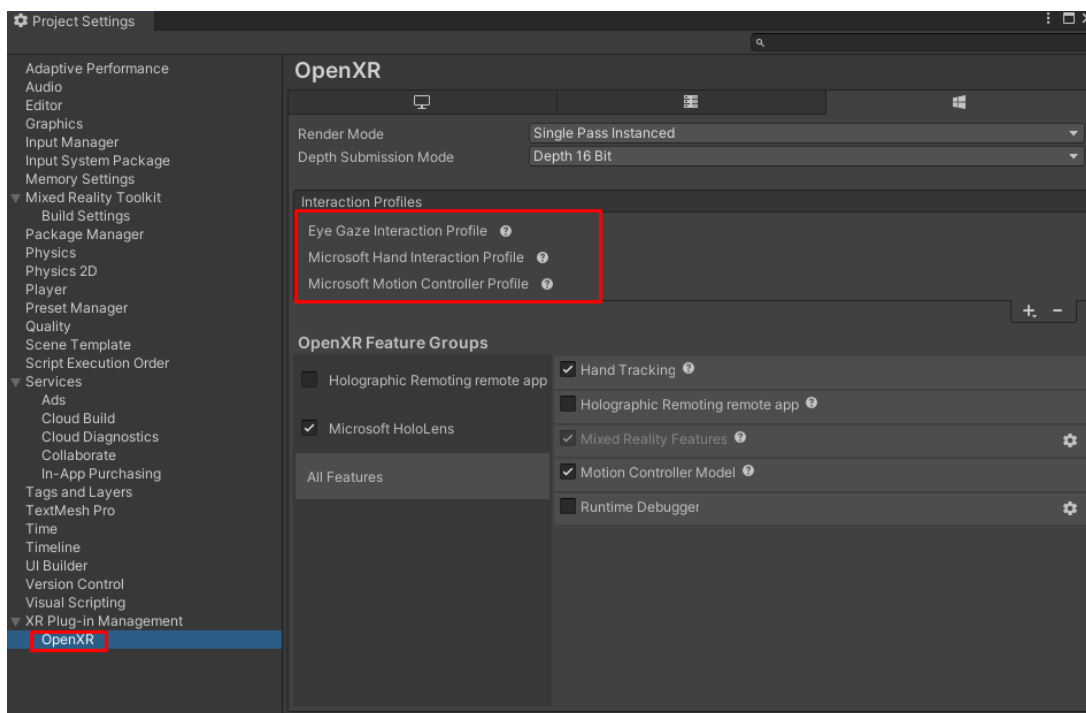 Project Settings
Adaptive Performance
Audio
Editor
Graphics
Input Manager
Input System Package
Memory Settings
Mixed Reality Toolkit
Build Settings
Package Manager
Physics
Physics 2D
Player
Preset Manager
Quality
Scene Template
Script Execution Order
Services
Ads
Cloud Build
Cloud Diagnostics
Collaborate
In-App Purchasing
Tags and Layers
TextMesh Pro
Time
Timeline
UI Builder
Version Control
Visual Scripting
XR Plug-in Management
OpenXR
OpenXR
Render Mode
Single Pass Instanced
Depth Submission Mode
Depth 16 Bit
Interaction Profiles
Eye Gaze Interaction Profile
Microsoft Hand Interaction Profile
Microsoft Motion Controller Profile
OpenXR Feature Groups
Holographic Remoting remote app
Microsoft HoloLens
All Features
Hand Tracking
Holographic Remoting remote app
Mixed Reality Features
Motion Controller Model
Runtime Debugger